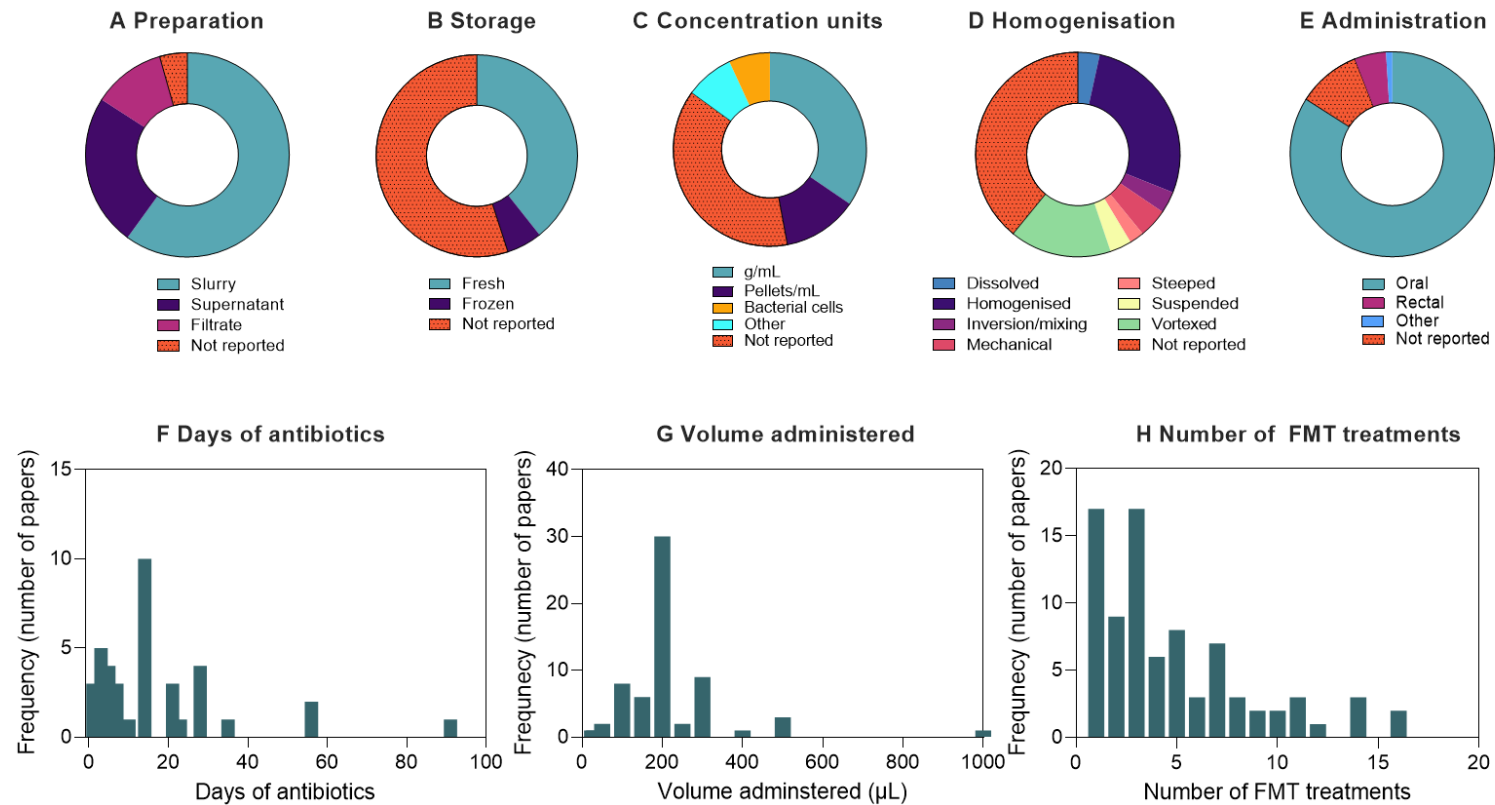 A Preparation
B Storage
C Concentration units
D Homogenisation
E Administration
Slurry
Supernatant
Filtrate
Not reported
Fresh
Frozen
Not reported
g/mL
Pellets/mL
Bacterial cells
Other
Not reported
Dissolved
Homogenised
Inversion/mixing
Mechanical
Steeped
Suspended
Vortexed
Not reported
Oral
Rectal
Other
Not reported
F Days of antibiotics
Frequency (number of papers)
15
10
5
0
0 20 40 60 80 100
Days of antibiotics
G Volume administered
Frequnecy (number of papers)
40
30
20
10
0
0 200 400 600 800 1000
Volume adminstered (µL)
H Number of FMT treatments
Frequnecy (number of papers)
20
15
10
5
0
0 5 10 15 20
Number of FMT treatments